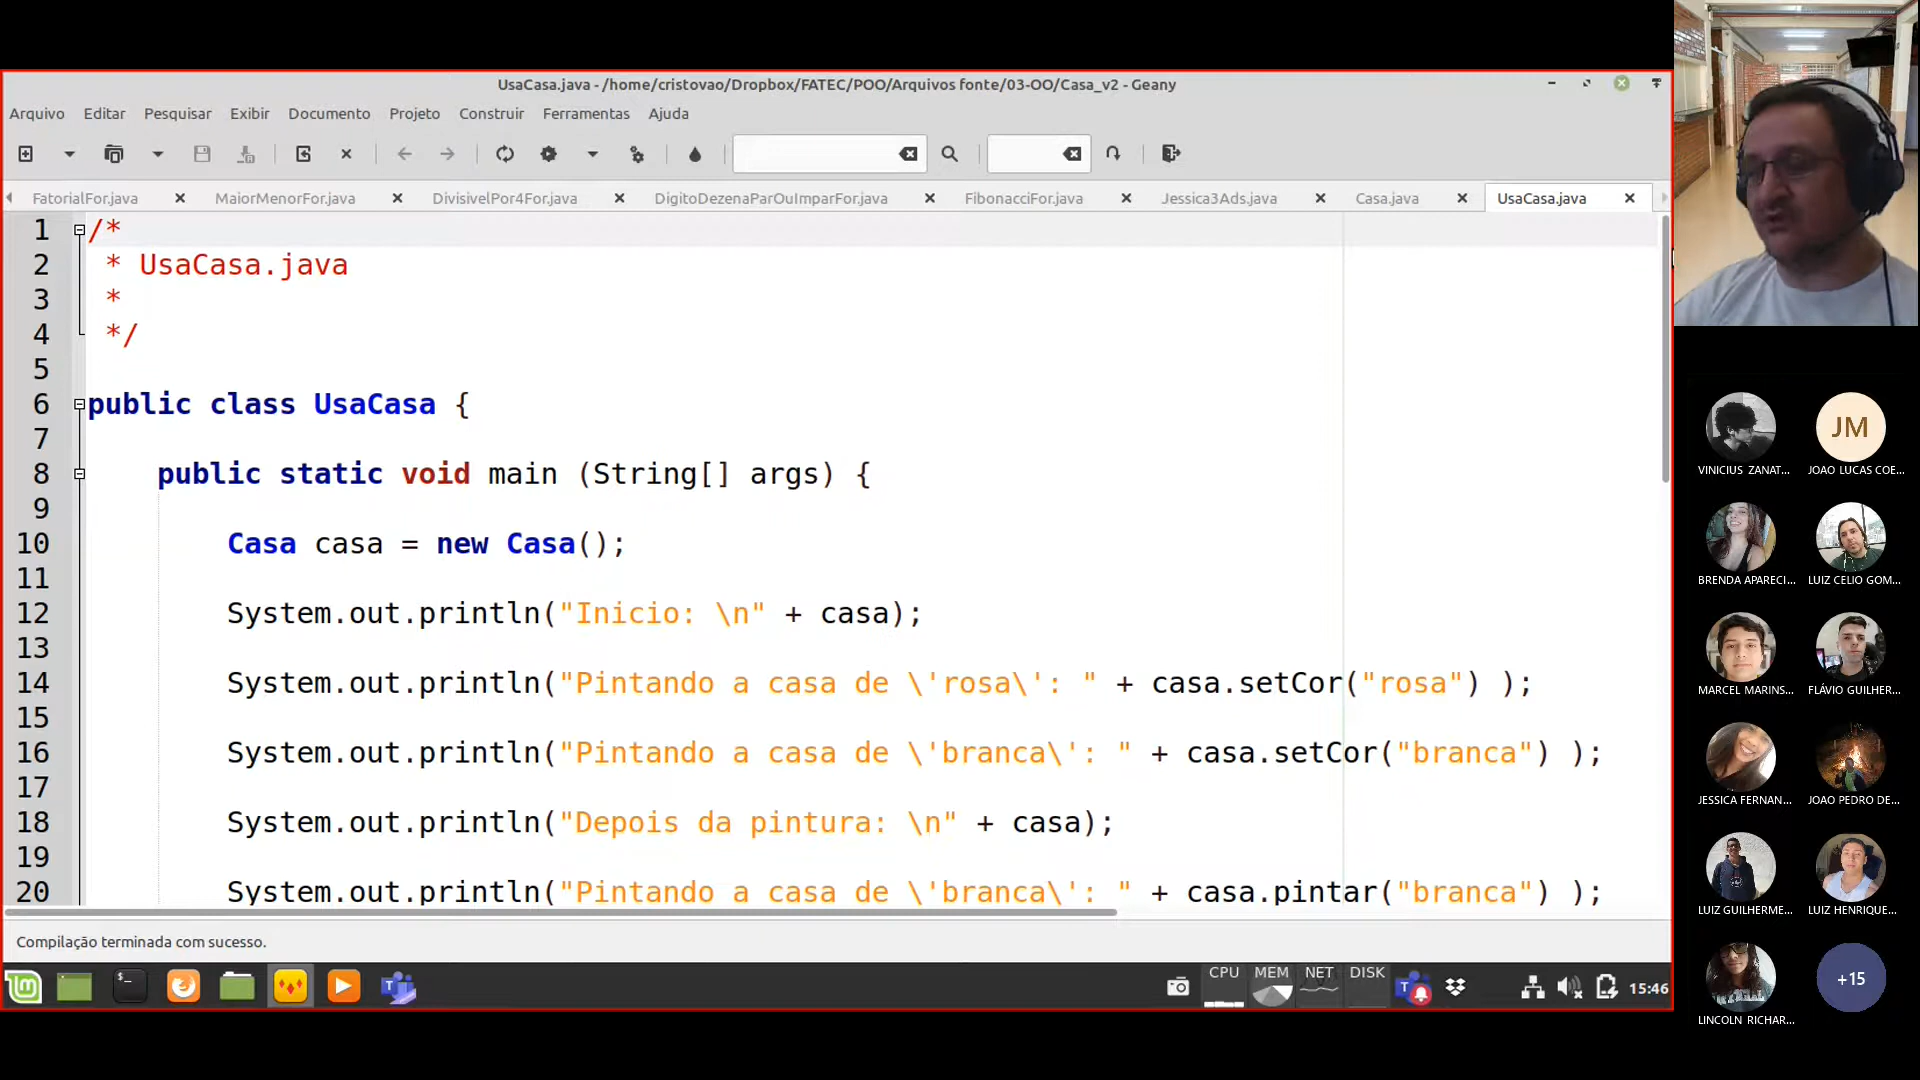 UsaCasa.java - /home/cristovao/Dropbox/FATEC/POO/Arquivos fonte/03-OO/Casa_v2 - Geany
Arquivo Editar Pesquisar Exibir Documento Projeto Construir Ferramentas Ajuda
FatorialFor.java MaiorMenorFor.java DivisivelPor4For.java DigitoDezenaParOuImparFor.java FibonacciFor.java Jessica3Ads.java Casa.java UsaCasa.java
1 /*
2 * UsaCasa.java
3 *
4 */
5
6 public class UsaCasa {
7
8 public static void main (String[] args) {
9
10 Casa casa = new Casa();
11
12 System.out.println("Inicio: \n" + casa);
13
14 System.out.println("Pintando a casa de \'rosa\': " + casa.setCor("rosa") );
15
16 System.out.println("Pintando a casa de \'branca\': " + casa.setCor("branca") );
17
18 System.out.println("Depois da pintura: \n" + casa);
19
20 System.out.println("Pintando a casa de \'branca\': " + casa.pintar("branca") );
Compilação terminada com sucesso.
CPU MEM NET DISK
15:46
JM
VINICIUS ZANAT... JOAO LUCAS COE...
BRENDA APARECI... LUIZ CELIO GOM...
MARCEL MARINS... FLÁVIO GUILHER...
JESSICA FERNAN... JOAO PEDRO DE...
LUIZ GUILHERME... LUIZ HENRIQUE...
+15
LINCOLN RICHAR...